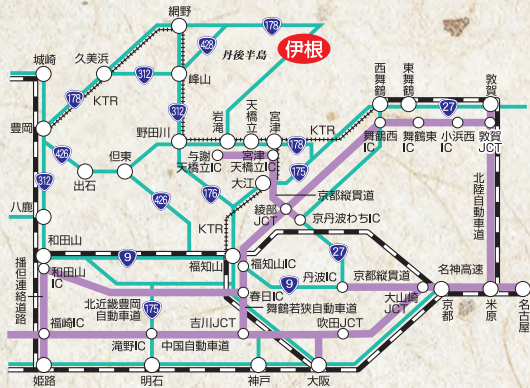 網野
178
428
丹後半島
伊根
城崎
久美浜
312
峰山
178
KTR
312
豊岡
野田川
岩滝
天橋立
宮津
KTR
178
西舞鶴
東舞鶴
敦賀
27
舞鶴西IC
舞鶴東IC
小浜西IC
敦賀JCT
426
但東
出石
与謝天橋立IC
宮津天橋立IC
175
大江
176
京都縦貫道
312
426
八鹿
KTR
綾部JCT
京丹波わちIC
北陸自動車道
和田山
9
福知山
27
福知山IC
丹波IC
9
京都縦貫道
名神高速
和田山IC
播但連絡道路
春日IC
大山崎JCT
京都
米原
名古屋
北近畿豊岡自動車道
175
舞鶴若狭自動車道
福崎IC
滝野IC
吉川JCT
中国自動車道
吹田JCT
姫路
明石
神戸
大阪